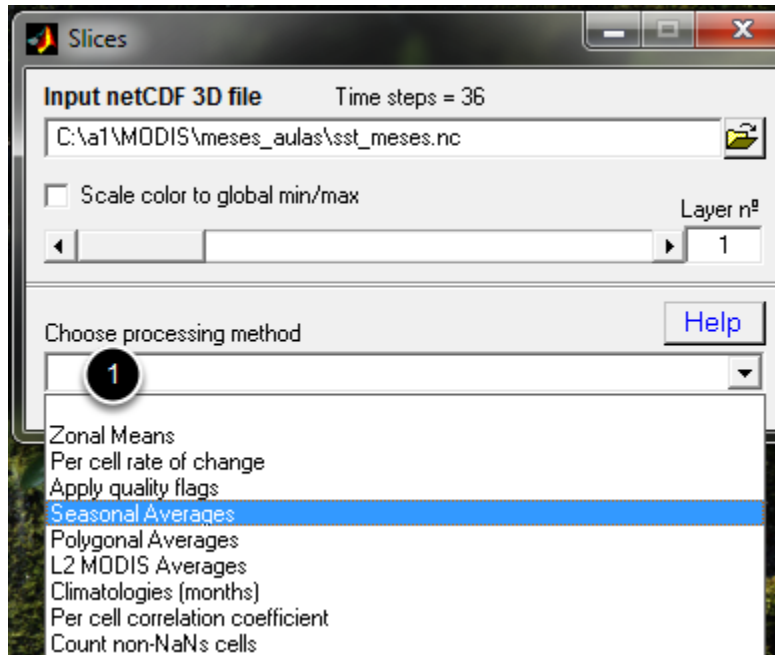 Slices
Input netCDF 3D file Time steps = 36
C:\a1\MODIS\meses_aulas\sst_meses.nc
Scale color to global min/max
Layer nº
1
Choose processing method
Help
1
Zonal Means
Per cell rate of change
Apply quality flags
Seasonal Averages
Polygonal Averages
L2 MODIS Averages
Climatologies (months)
Per cell correlation coefficient
Count non-NaNs cells